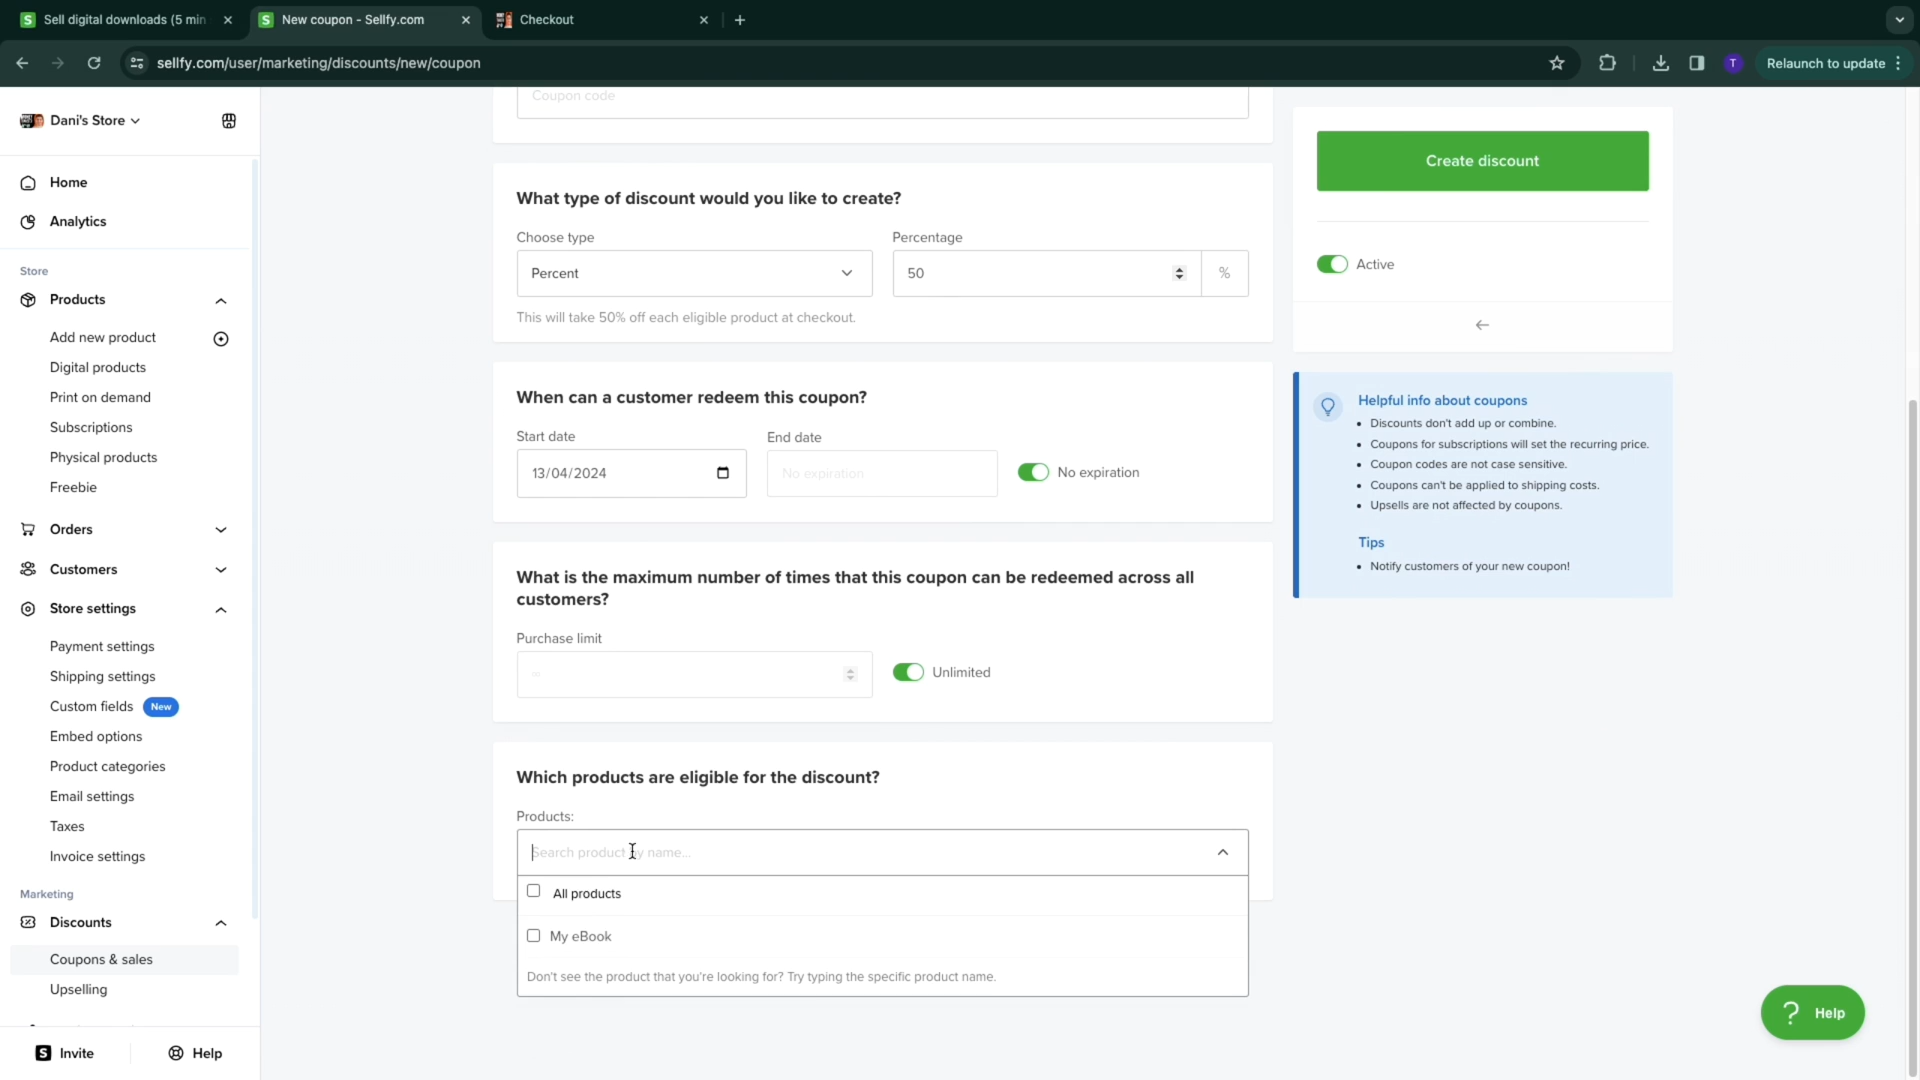 Sell digital downloads (5 min
New coupon - Sellfy.com
Checkout
sellfy.com/user/marketing/discounts/new/coupon
T
Relaunch to update
Dani's Store
Home
Analytics
Store
Products
Add new product
Digital products
Print on demand
Subscriptions
Physical products
Freebie
Orders
Customers
Store settings
Payment settings
Shipping settings
Custom fields New
Embed options
Product categories
Email settings
Taxes
Invoice settings
Marketing
Discounts
Coupons & sales
Upselling
Invite
Help
Coupon code
What type of discount would you like to create?
Choose type
Percentage
Percent
50
%
This will take 50% off each eligible product at checkout.
When can a customer redeem this coupon?
Start date
End date
13/04/2024
No expiration
No expiration
What is the maximum number of times that this coupon can be redeemed across all
customers?
Purchase limit
Unlimited
Which products are eligible for the discount?
Products:
Search product by name...
All products
My eBook
Don't see the product that you're looking for? Try typing the specific product name.
Create discount
Active
Helpful info about coupons
• Discounts don't add up or combine.
• Coupons for subscriptions will set the recurring price.
• Coupon codes are not case sensitive.
• Coupons can't be applied to shipping costs.
• Upsells are not affected by coupons.
Tips
• Notify customers of your new coupon!
? Help